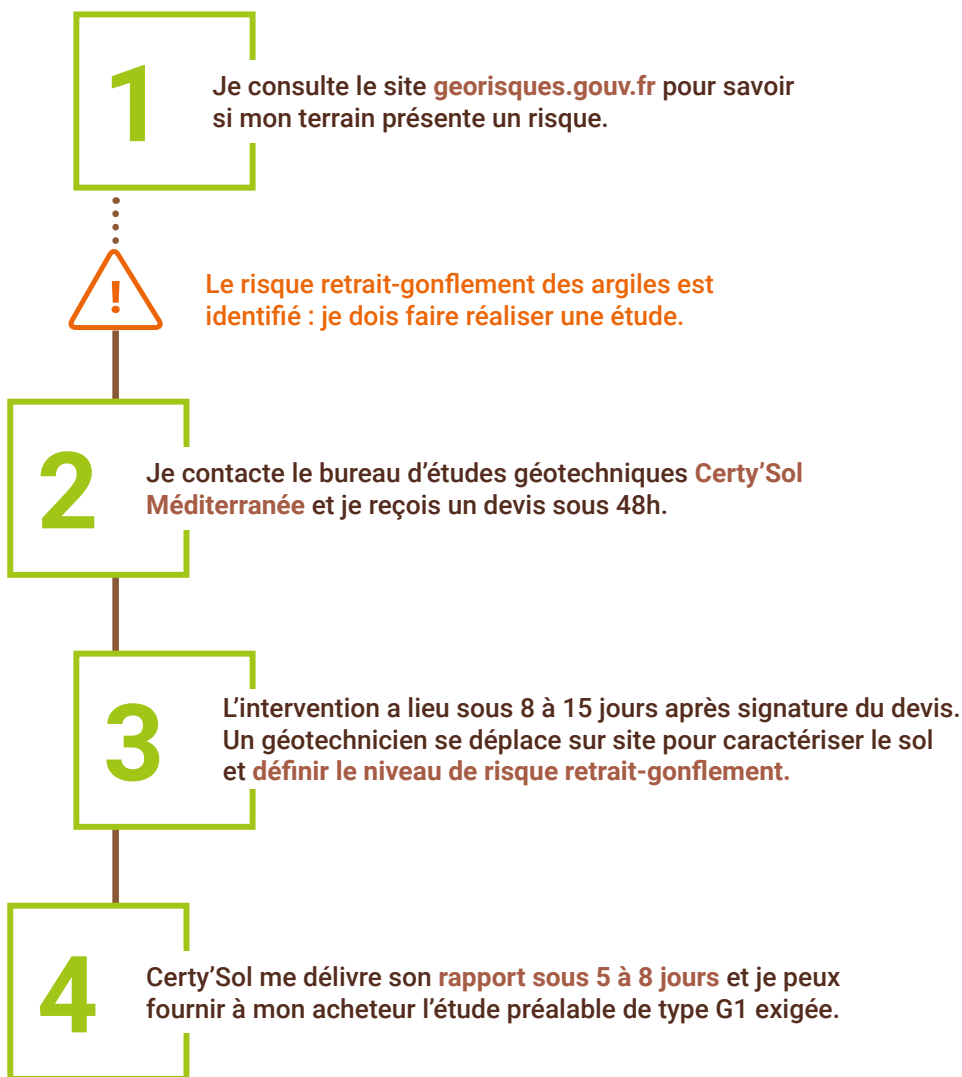 1
Je consulte le site georisques.gouv.fr pour savoir
si mon terrain présente un risque.
!
Le risque retrait-gonflement des argiles est
identifié : je dois faire réaliser une étude.
2
Je contacte le bureau d’études géotechniques Certy’Sol
Méditerranée et je reçois un devis sous 48h.
3
L’intervention a lieu sous 8 à 15 jours après signature du devis.
Un géotechnicien se déplace sur site pour caractériser le sol
et définir le niveau de risque retrait-gonflement.
4
Certy’Sol me délivre son rapport sous 5 à 8 jours et je peux
fournir à mon acheteur l’étude préalable de type G1 exigée.